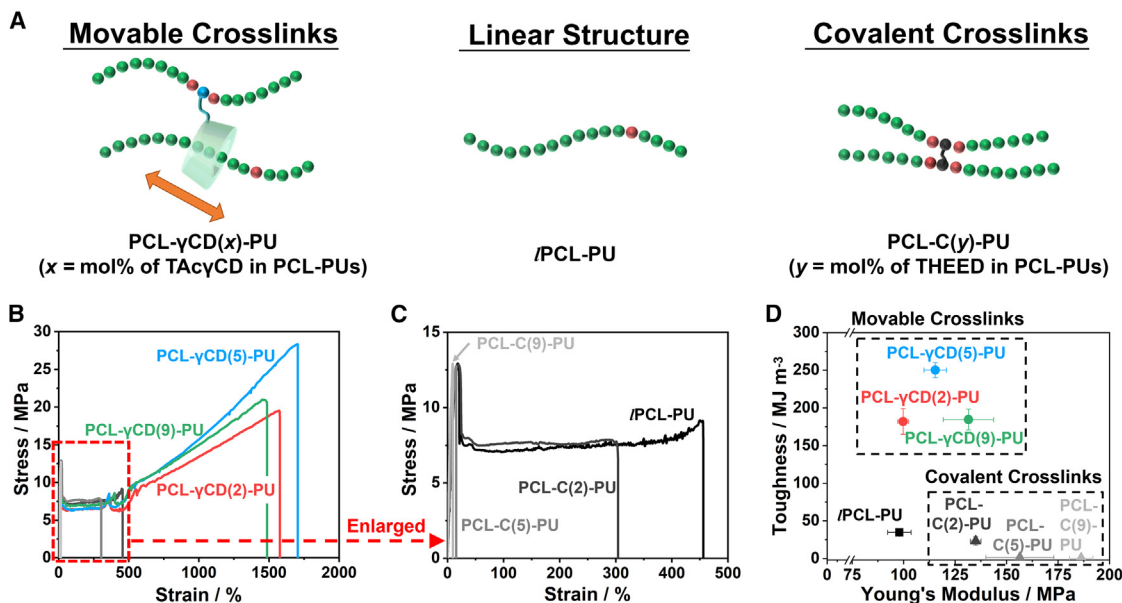 A
Movable Crosslinks
Linear Structure
Covalent Crosslinks
PCL-γCD(x)-PU
(x = mol% of TAcγCD in PCL-PUs)
lPCL-PU
PCL-C(y)-PU
(y = mol% of THEED in PCL-PUs)
B
30
25
20
15
10
5
0
Stress / MPa
PCL-γCD(5)-PU
PCL-γCD(9)-PU
PCL-γCD(2)-PU
0 500 1000 1500 2000
Strain / %
Enlarged
C
15
10
5
0
Stress / MPa
PCL-C(9)-PU
lPCL-PU
PCL-C(2)-PU
PCL-C(5)-PU
0 100 200 300 400 500
Strain / %
D
Movable Crosslinks
300
250
200
150
100
50
0
Toughness / MJ m-3
PCL-γCD(5)-PU
PCL-γCD(2)-PU
PCL-γCD(9)-PU
Covalent Crosslinks
lPCL-PU
PCL-
C(2)-PU
PCL-
C(5)-PU
PCL-
C(9)-
PU
0 75 100 125 150 175 200
Young's Modulus / MPa